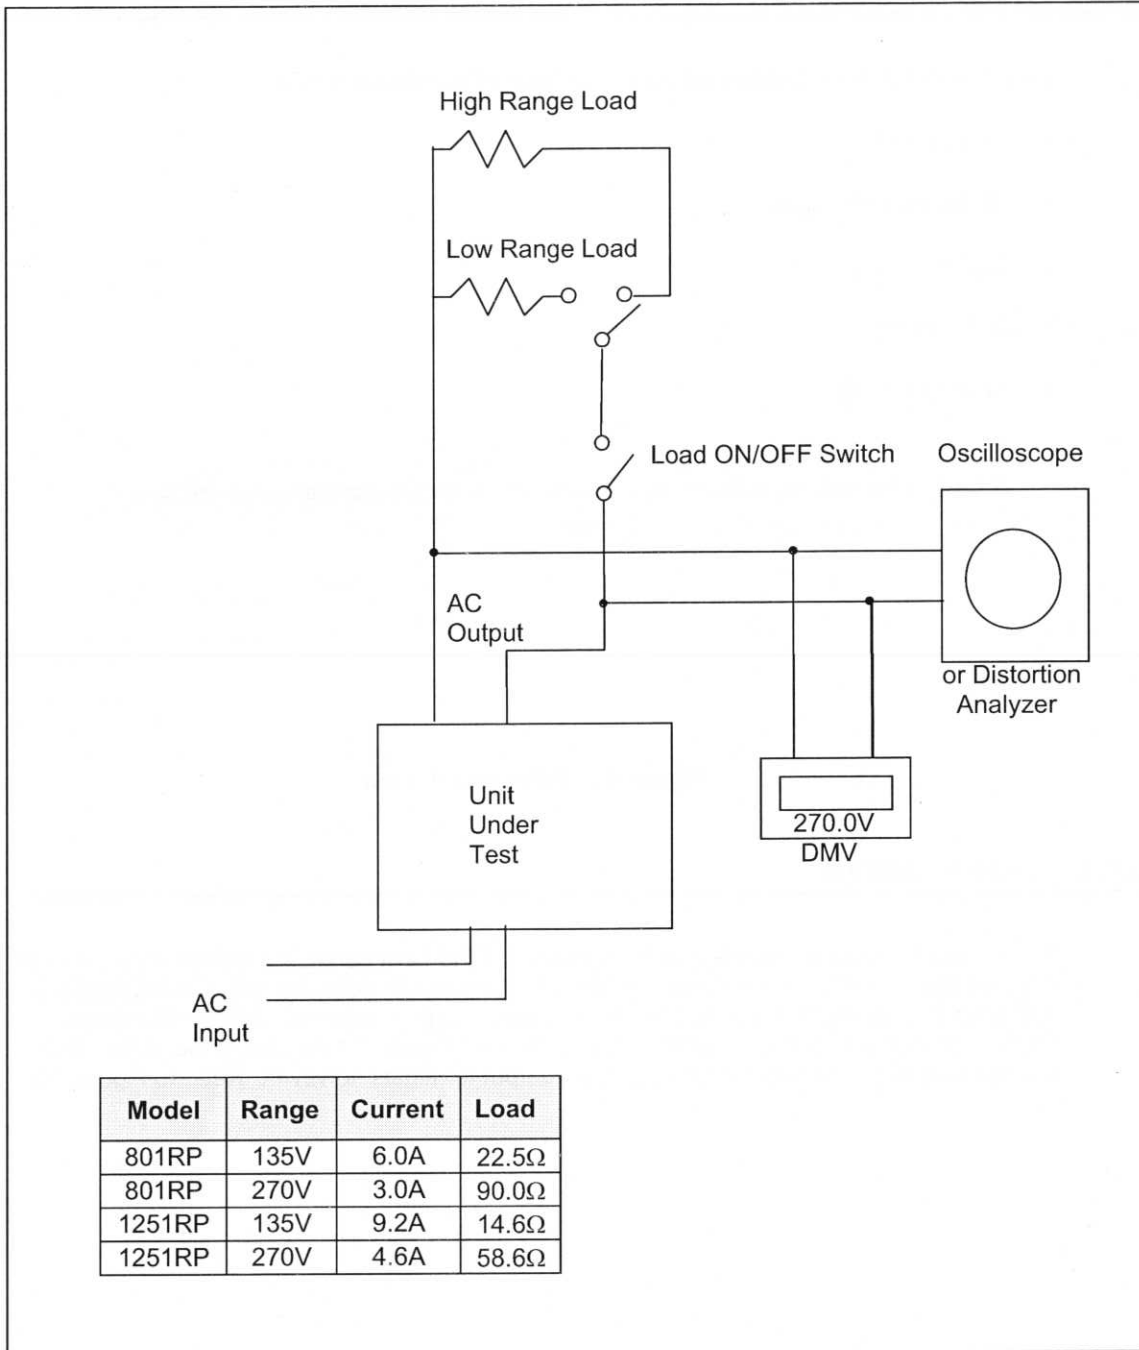 High Range Load
Low Range Load
Load ON/OFF Switch
Oscilloscope
AC
Output
or Distortion
Analyzer
Unit
Under
Test
270.0V
DMV
AC
Input
Model Range Current Load
801RP 135V 6.0A 22.5Ω
801RP 270V 3.0A 90.0Ω
1251RP 135V 9.2A 14.6Ω
1251RP 270V 4.6A 58.6Ω